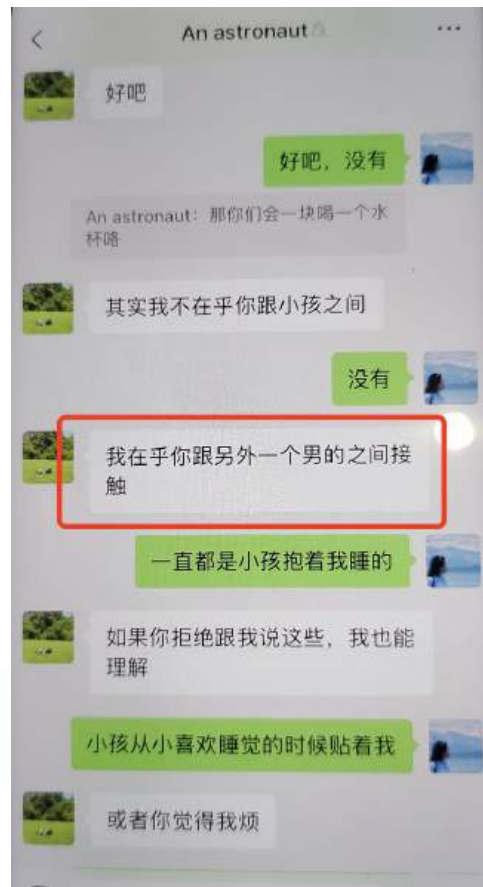 An astronaut
好吧
好吧，没有
An astronaut：那你们会一块喝一个水
杯咯
其实我不在乎你跟小孩之间
没有
我在乎你跟另外一个男的之间接
触
一直都是小孩抱着我睡的
如果你拒绝跟我说这些，我也能
理解
小孩从小喜欢睡觉的时候贴着我
或者你觉得我烦